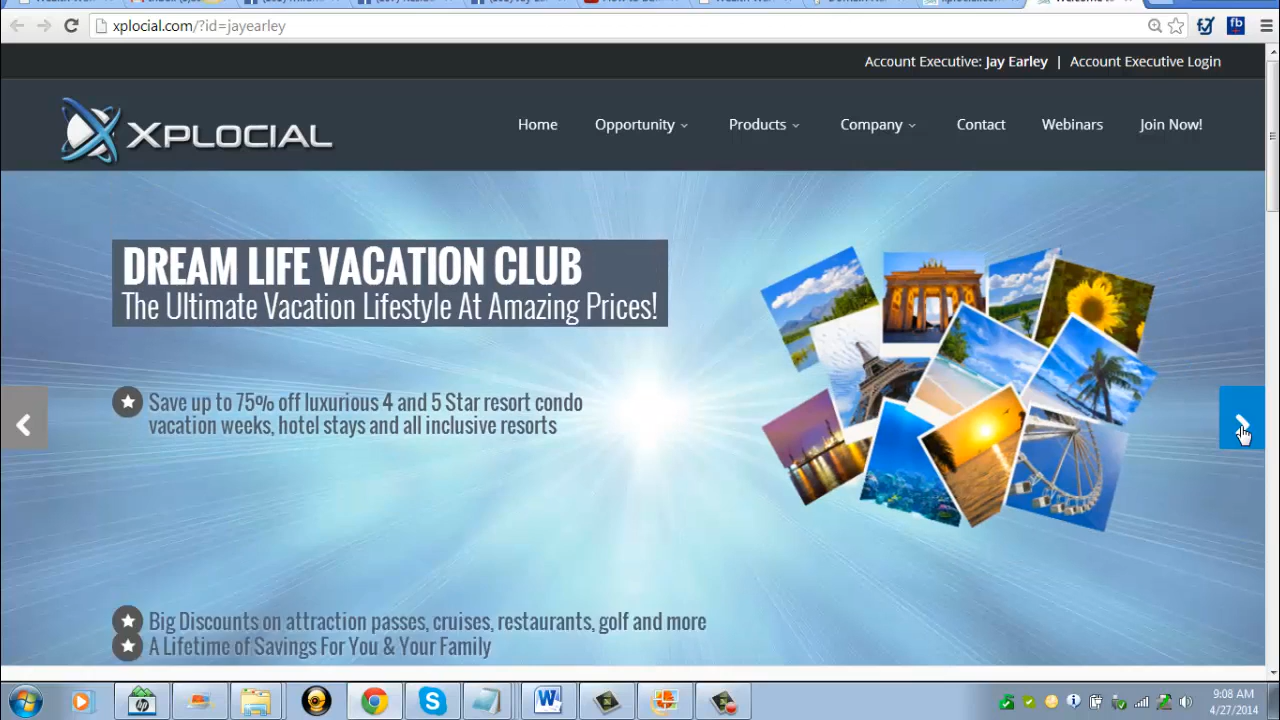 xplocial.com/?id=jayearley
Account Executive: Jay Earley | Account Executive Login
XPLOCIAL
Home Opportunity Products Company Contact Webinars Join Now!
DREAM LIFE VACATION CLUB
The Ultimate Vacation Lifestyle At Amazing Prices!
Save up to 75% off luxurious 4 and 5 Star resort condo
vacation weeks, hotel stays and all inclusive resorts
Big Discounts on attraction passes, cruises, restaurants, golf and more
A Lifetime of Savings For You & Your Family
9:08 AM
4/27/2014